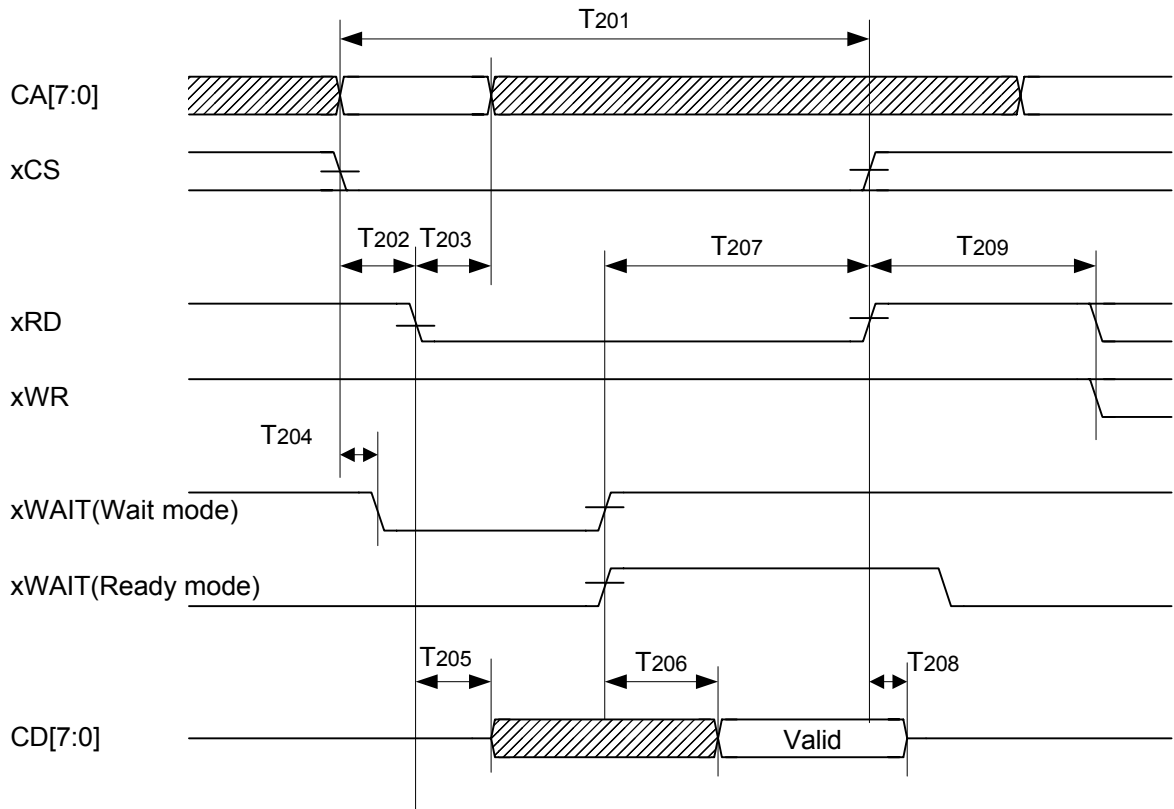 T201
CA[7:0]
xCS
T202 T203 T207 T209
xRD
xWR
T204
xWAIT(Wait mode)
xWAIT(Ready mode)
T205 T206 T208
CD[7:0] Valid